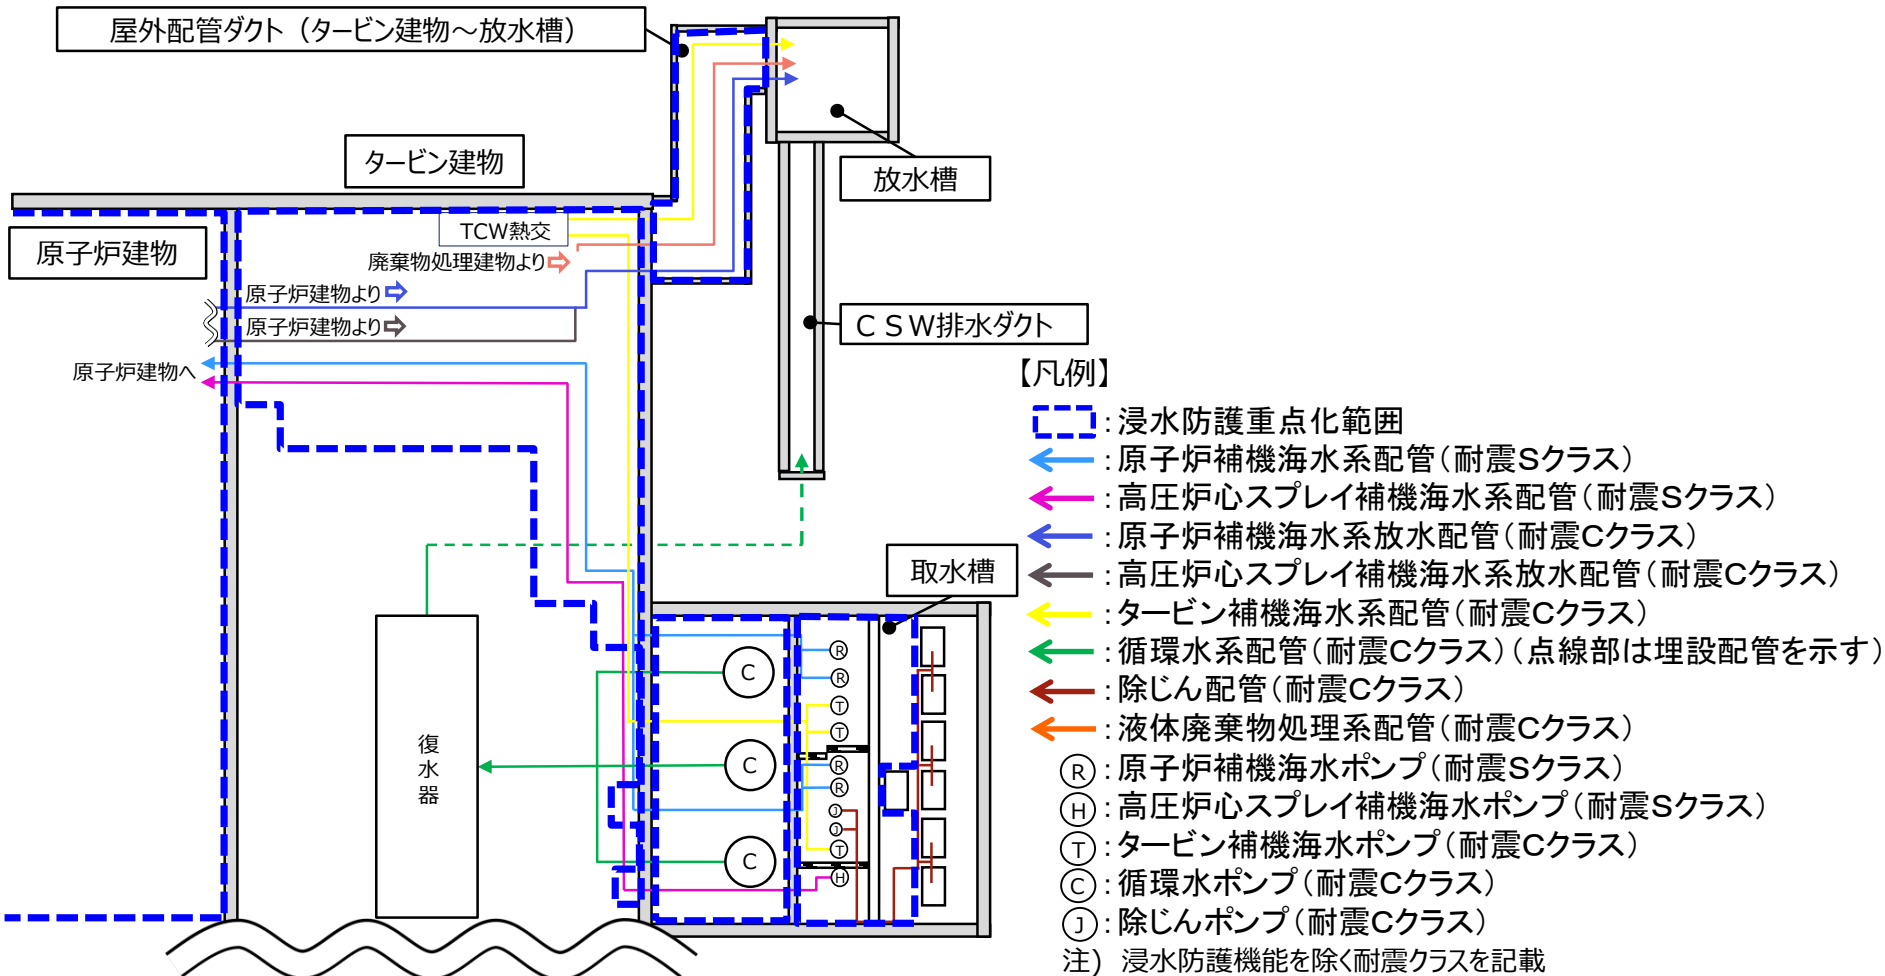 屋外配管ダクト（タービン建物～放水槽）
タービン建物
放水槽
原子炉建物
TCW熱交
廃棄物処理建物より
原子炉建物より
原子炉建物より
原子炉建物へ
ＣＳＷ排水ダクト
取水槽
復水器
C
C
C
R
R
T
T
R
R
J
J
T
H
【凡例】
：浸水防護重点化範囲
：原子炉補機海水系配管（耐震Sクラス）
：高圧炉心スプレイ補機海水系配管（耐震Sクラス）
：原子炉補機海水系放水配管（耐震Cクラス）
：高圧炉心スプレイ補機海水系放水配管（耐震Cクラス）
：タービン補機海水系配管（耐震Cクラス）
：循環水系配管（耐震Cクラス）（点線部は埋設配管を示す）
：除じん配管（耐震Cクラス）
：液体廃棄物処理系配管（耐震Cクラス）
R：原子炉補機海水ポンプ（耐震Sクラス）
H：高圧炉心スプレイ補機海水ポンプ（耐震Sクラス）
T：タービン補機海水ポンプ（耐震Cクラス）
C：循環水ポンプ（耐震Cクラス）
J：除じんポンプ（耐震Cクラス）
注）浸水防護機能を除く耐震クラスを記載